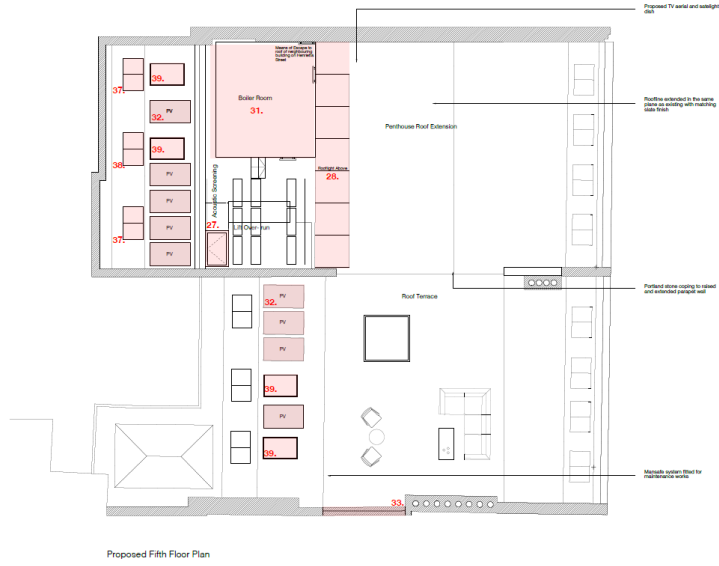 Proposed TV aerial and satelight
dish
Means of Escape to
roof of neighbouring
building on Henrietta
Street
37.
39.
Boiler Room
31.
32.
PV
Roofline extended in the same
plane as existing with matching
slate finish
Penthouse Roof Extension
38.
39.
PV
Rooflight Above
28.
PV
Acoustic Screening
37.
PV
27.
Lift Over- run
PV
32.
PV
Roof Terrace
Portland stone coping to raised
and extended parapet wall
PV
PV
39.
PV
39.
Mansafe system fitted for
maintenance works
33.
Proposed Fifth Floor Plan